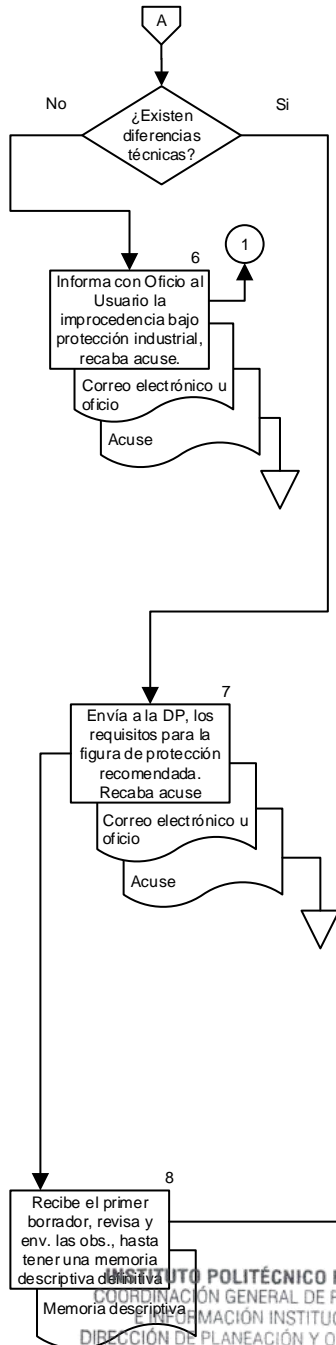 A
¿Existen
diferencias
técnicas?
No
Si
6
1
Informa con Oficio al
Usuario la
improcedencia bajo
protección industrial,
recaba acuse.
Correo electrónico u
oficio
Acuse
7
Envía a la DP, los
requisitos para la
figura de protección
recomendada.
Recaba acuse
Correo electrónico u
oficio
Acuse
8
Recibe el primer
borrador, revisa y
env. las obs., hasta
tener una memoria
descriptiva definitiva
Memoria descriptiva
INSTITUTO POLITÉCNICO
COORDINACIÓN GENERAL DE
E INFORMACIÓN
DIRECCIÓN DE PLANEACIÓN Y